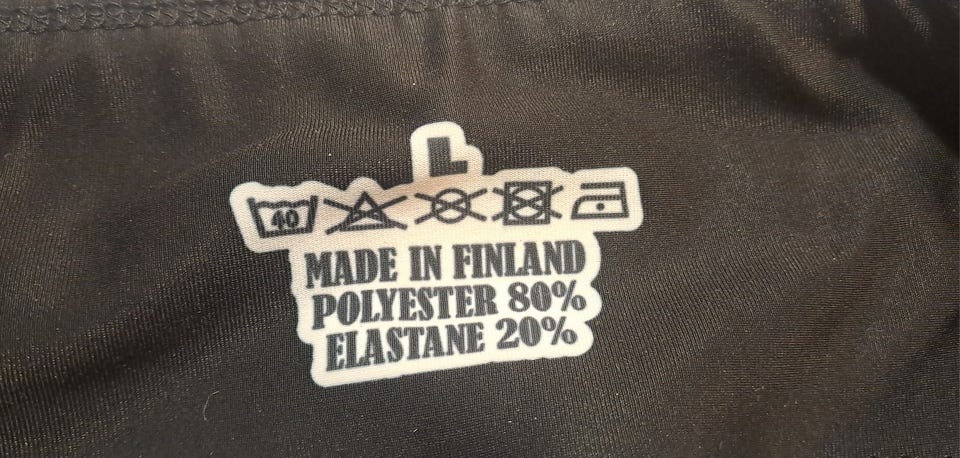 L
40
MADE IN FINLAND
POLYESTER 80%
ELASTANE 20%